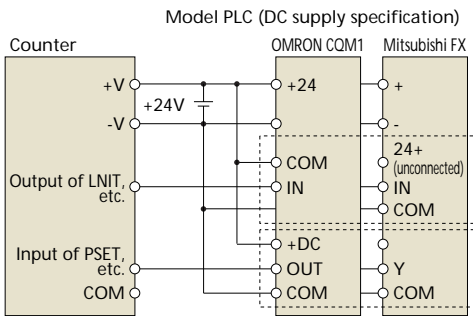 Model PLC (DC supply specification)
Counter
OMRON CQM1
Mitsubishi FX
+V
+24V
-V
Output of LNIT,
etc.
Input of PSET,
etc.
COM
+24
COM
IN
+DC
OUT
COM
+
-
24+
(unconnected)
IN
COM
Y
COM